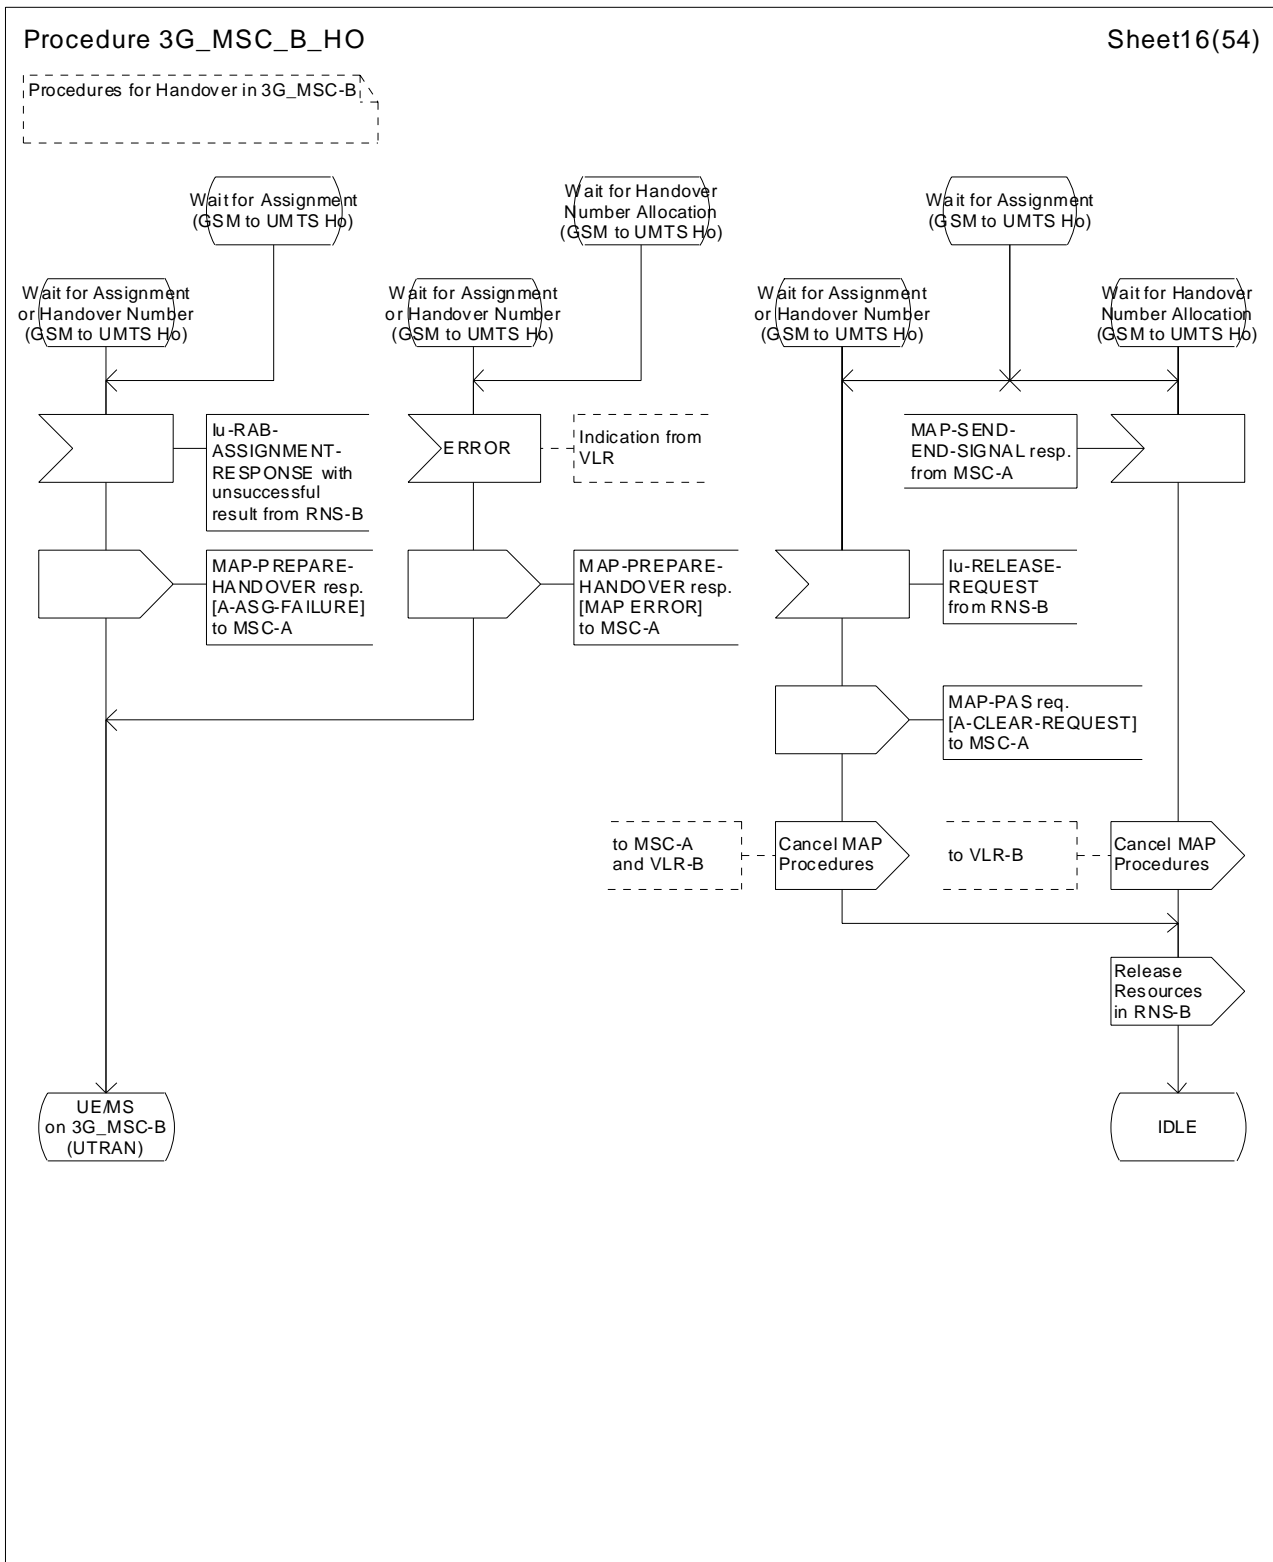 Procedure 3G_MSC_B_HO
Sheet16(54)
Procedures for Handover in 3G_MSC-B
Wait for Assignment
(GSM to UMTS Ho)
Wait for Handover
Number Allocation
(GSM to UMTS Ho)
Wait for Assignment
(GSM to UMTS Ho)
Wait for Assignment
or Handover Number
(GSM to UMTS Ho)
Wait for Assignment
or Handover Number
(GSM to UMTS Ho)
Wait for Assignment
or Handover Number
(GSM to UMTS Ho)
Wait for Handover
Number Allocation
(GSM to UMTS Ho)
Iu-RAB-
ASSIGNMENT-
RESPONSE with
unsuccessful
result from RNS-B
ERROR
Indication from
VLR
MAP-SEND-
END-SIGNAL resp.
from MSC-A
MAP-PREPARE-
HANDOVER resp.
[A-ASG-FAILURE]
to MSC-A
MAP-PREPARE-
HANDOVER resp.
[MAP ERROR]
to MSC-A
Iu-RELEASE-
REQUEST
from RNS-B
MAP-PAS req.
[A-CLEAR-REQUEST]
to MSC-A
to MSC-A
and VLR-B
Cancel MAP
Procedures
to VLR-B
Cancel MAP
Procedures
Release
Resources
in RNS-B
UE/MS
on 3G_MSC-B
(UTRAN)
IDLE